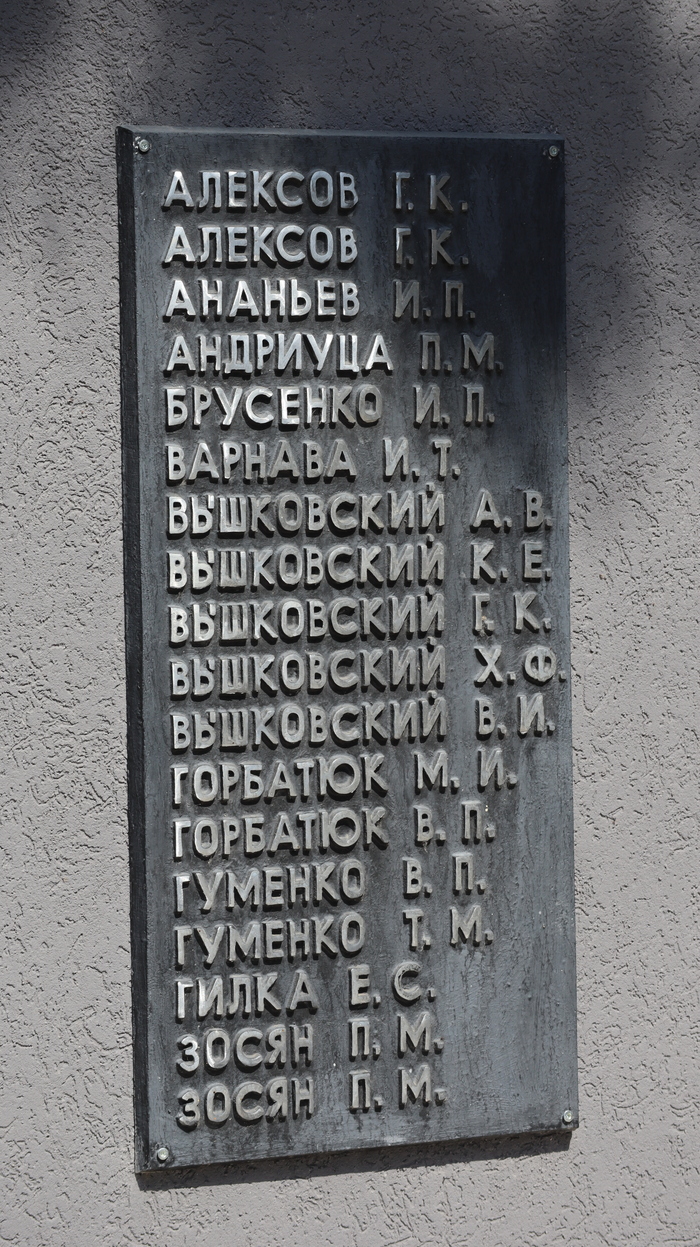 АЛЕКСОВ Г. К.
АЛЕКСОВ Г. К.
АНАНЬЕВ И. П.
АНДРИУЦА П. М.
БРУСЕНКО И. П.
ВАРНАВА И. Т.
ВЫШКОВСКИЙ А. В.
ВЫШКОВСКИЙ К. Е.
ВЫШКОВСКИЙ Г. К.
ВЫШКОВСКИЙ Х. Ф.
ВЫШКОВСКИЙ В. И.
ГОРБАТЮК М. И.
ГОРБАТЮК В. П.
ГУМЕНКО В. П.
ГУМЕНКО Т. М.
ГИЛКА Е. С.
ЗОСЯН П. М.
ЗОСЯН П. М.